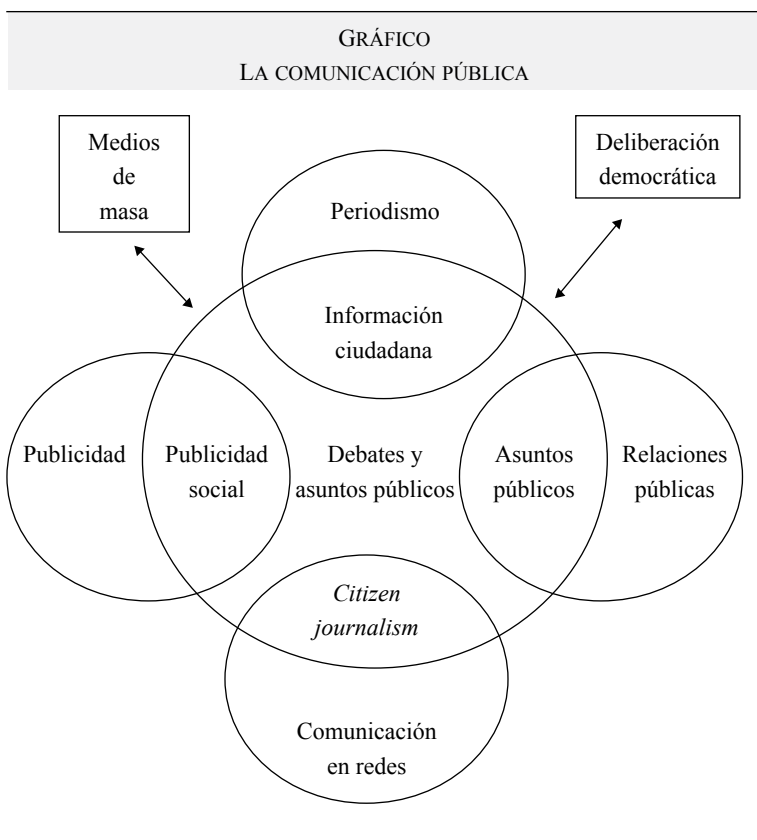 GRÁFICO
LA COMUNICACIÓN PÚBLICA
Medios
de
masa
Deliberación
democrática
Periodismo
Información
ciudadana
Publicidad
Publicidad
social
Debates y
asuntos públicos
Asuntos
públicos
Relaciones
públicas
Citizen
journalism
Comunicación
en redes